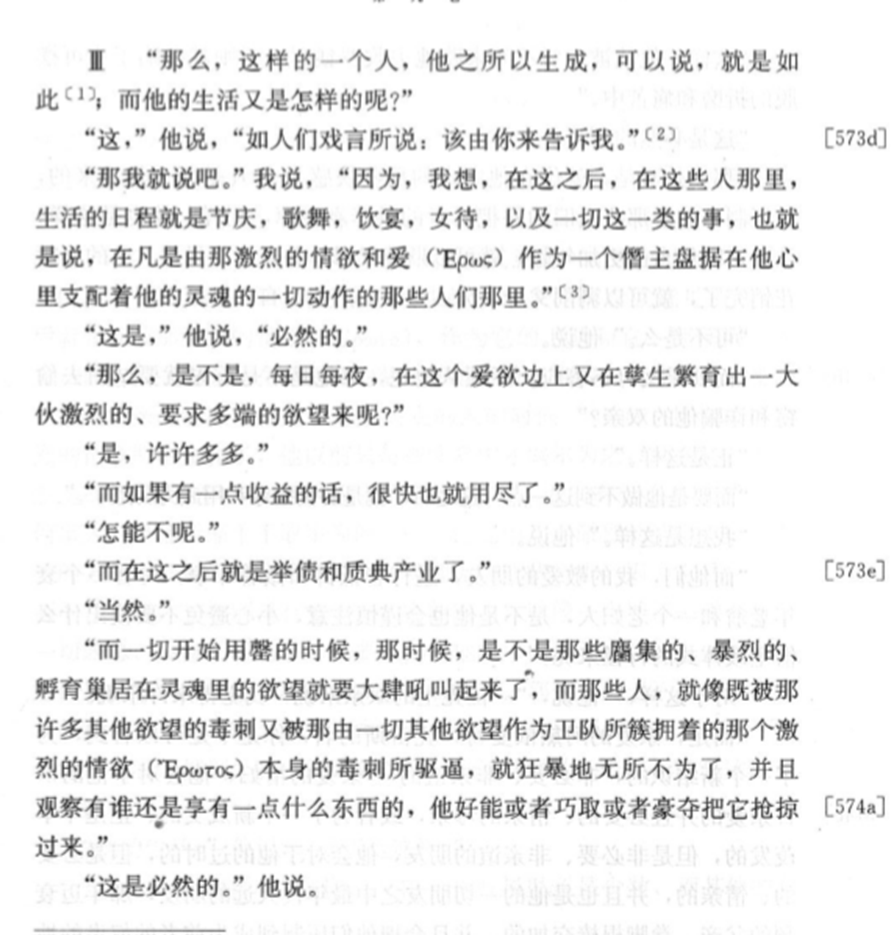 Ⅲ “那么，这样的一个人，他之所以生成，可以说，就是如
此〔1〕；而他的生活又是怎样的呢？”
“这，”他说，“如人们戏言所说：该由你来告诉我。”〔2〕 [573d]
“那我就说吧。”我说，“因为，我想，在这之后，在这些人那里，
生活的日程就是节庆，歌舞，饮宴，女待，以及一切这一类的事，也就
是说，在凡是由那激烈的情欲和爱（Ἔρως）作为一个僭主盘据在他心
里支配着他的灵魂的一切动作的那些人们那里。”〔3〕
“这是，”他说，“必然的。”
“那么，是不是，每日每夜，在这个爱欲边上又在孳生繁育出一大
伙激烈的、要求多端的欲望来呢？”
“是，许许多多。”
“而如果有一点收益的话，很快也就用尽了。”
“怎能不呢。”
“而在这之后就是举债和质典产业了。” [573e]
“当然。”
“而一切开始用罄的时候，那时候，是不是那些麕集的、暴烈的、
孵育巢居在灵魂里的欲望就要大肆吼叫起来了，而那些人，就像既被那
许多其他欲望的毒刺又被那由一切其他欲望作为卫队所簇拥着的那个激
烈的情欲（Ἔρωτος）本身的毒刺所驱逼，就狂暴地无所不为了，并且
观察有谁还是享有一点什么东西的，他好能或者巧取或者豪夺把它抢掠 [574a]
过来。”
“这是必然的。”他说。